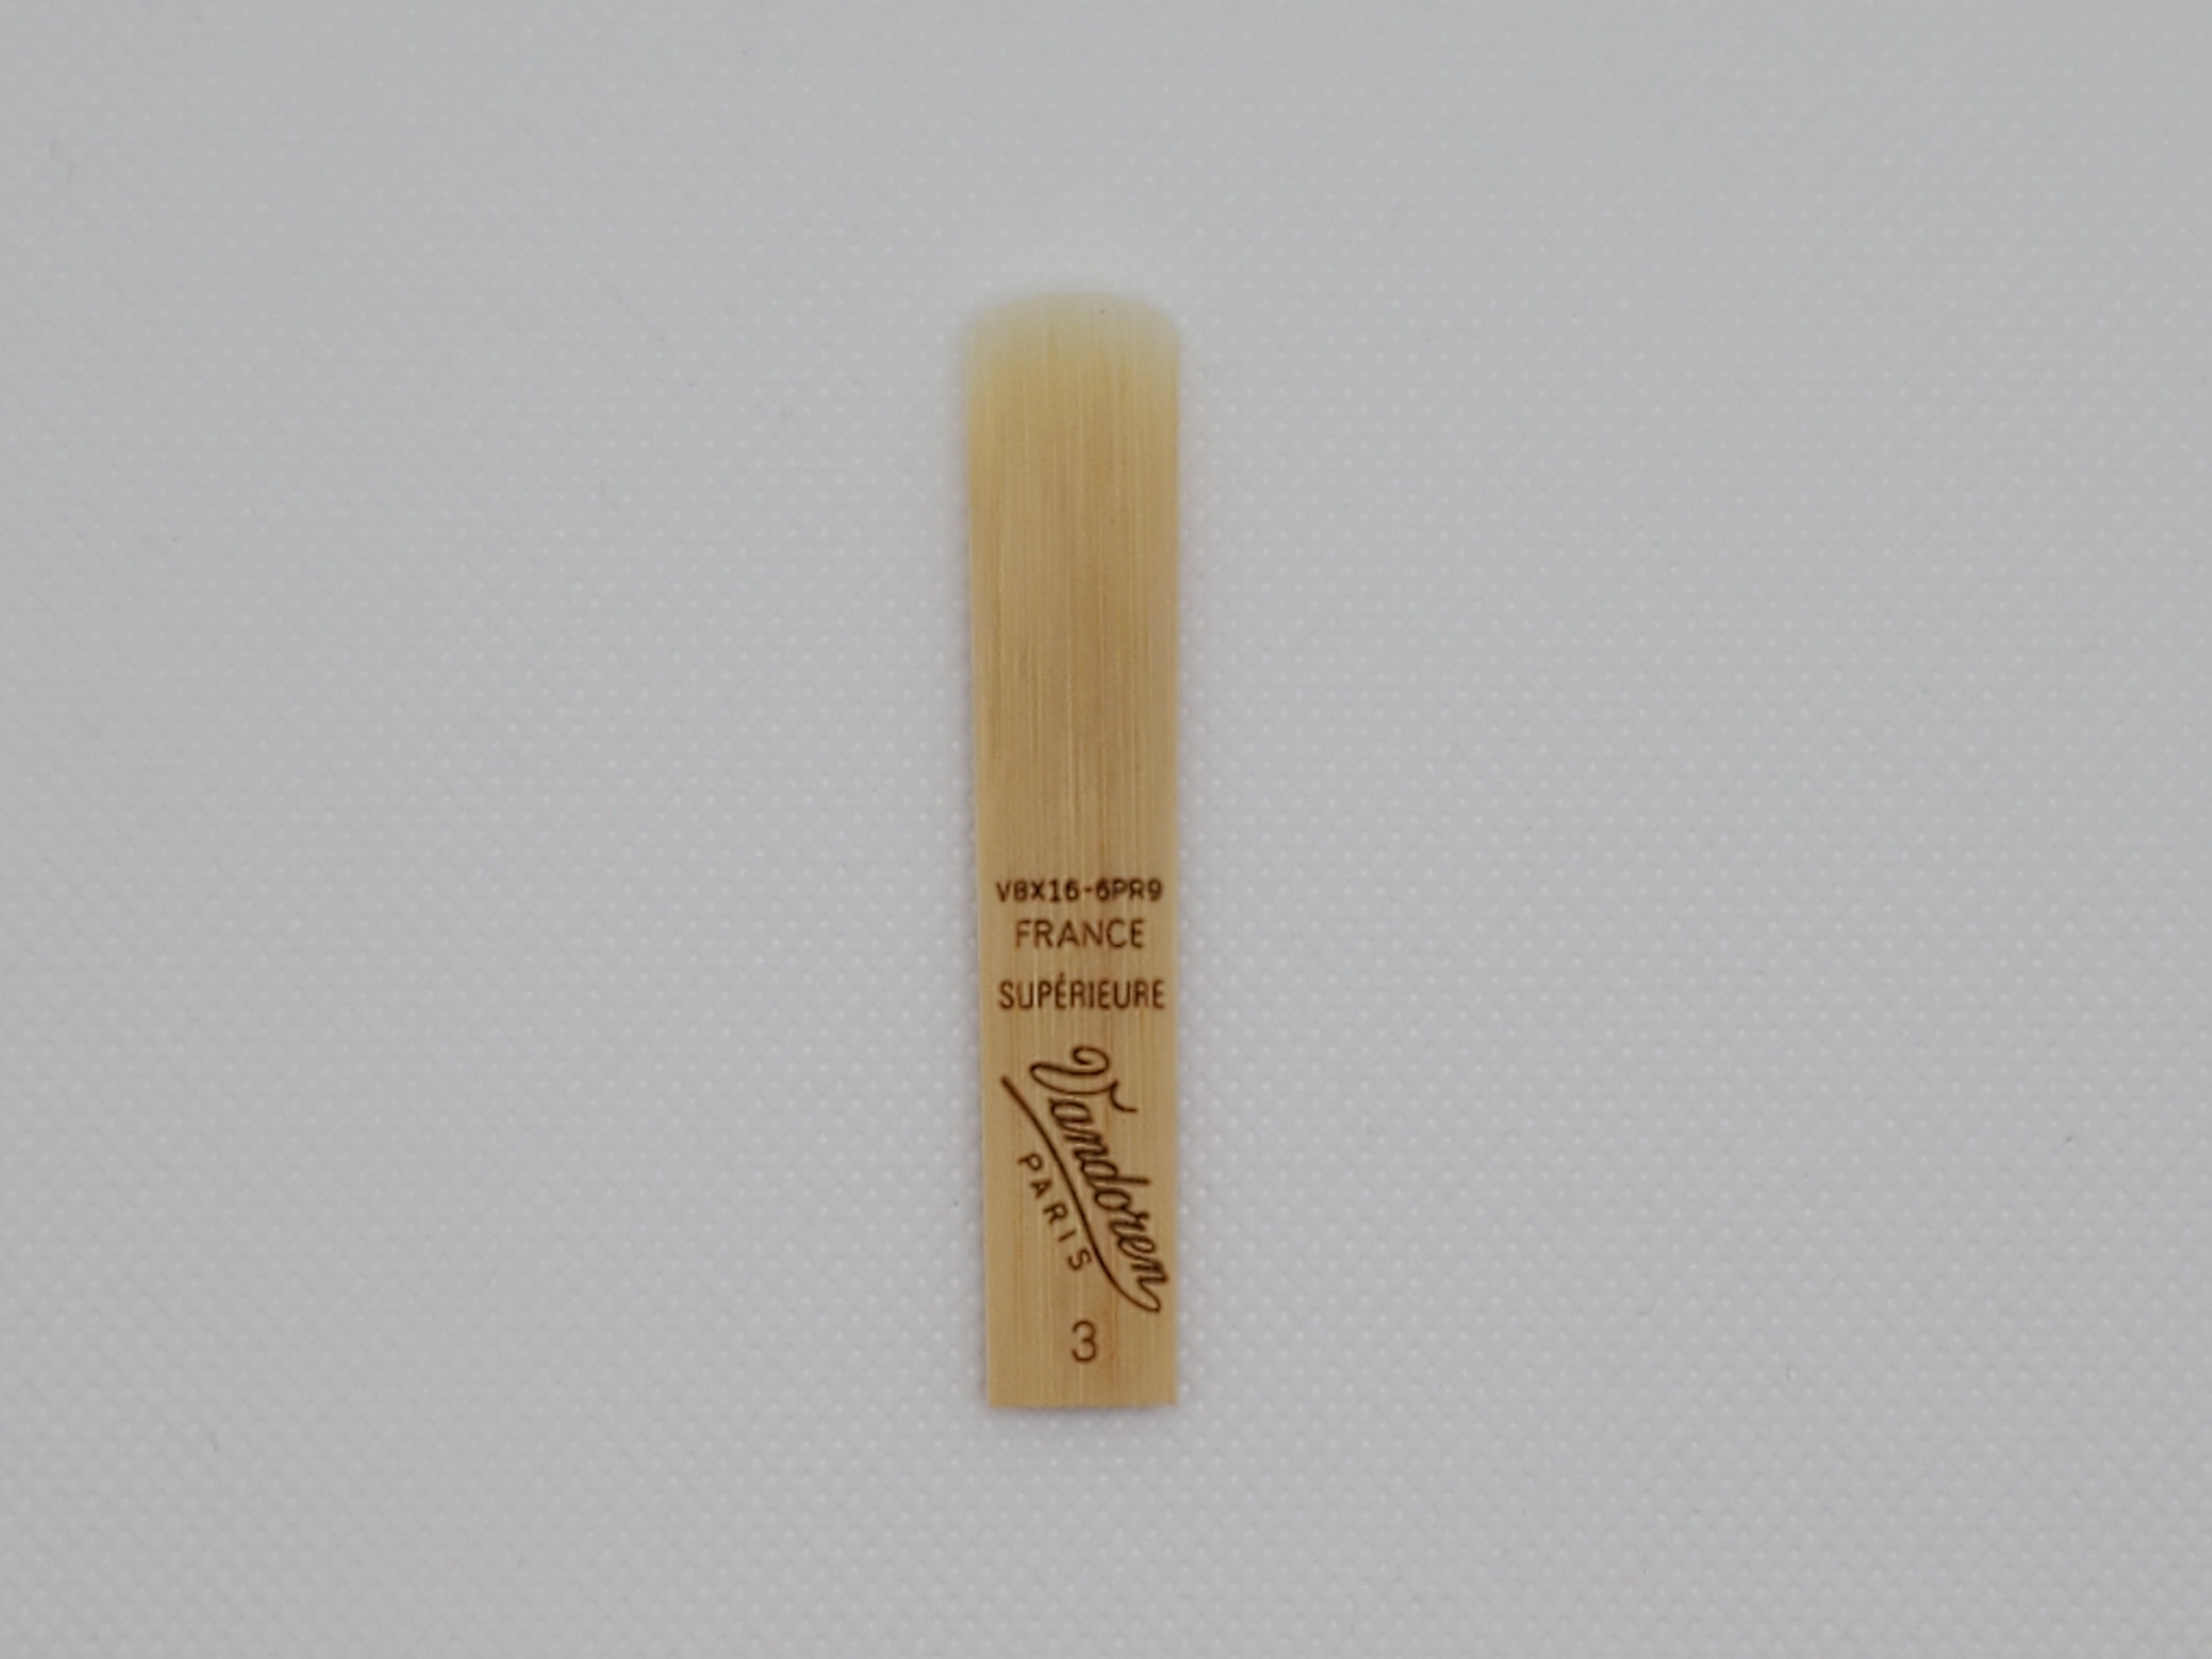 V8X16-6PR9
FRANCE
SUPÉRIEURE
Vandoren
PARIS
3